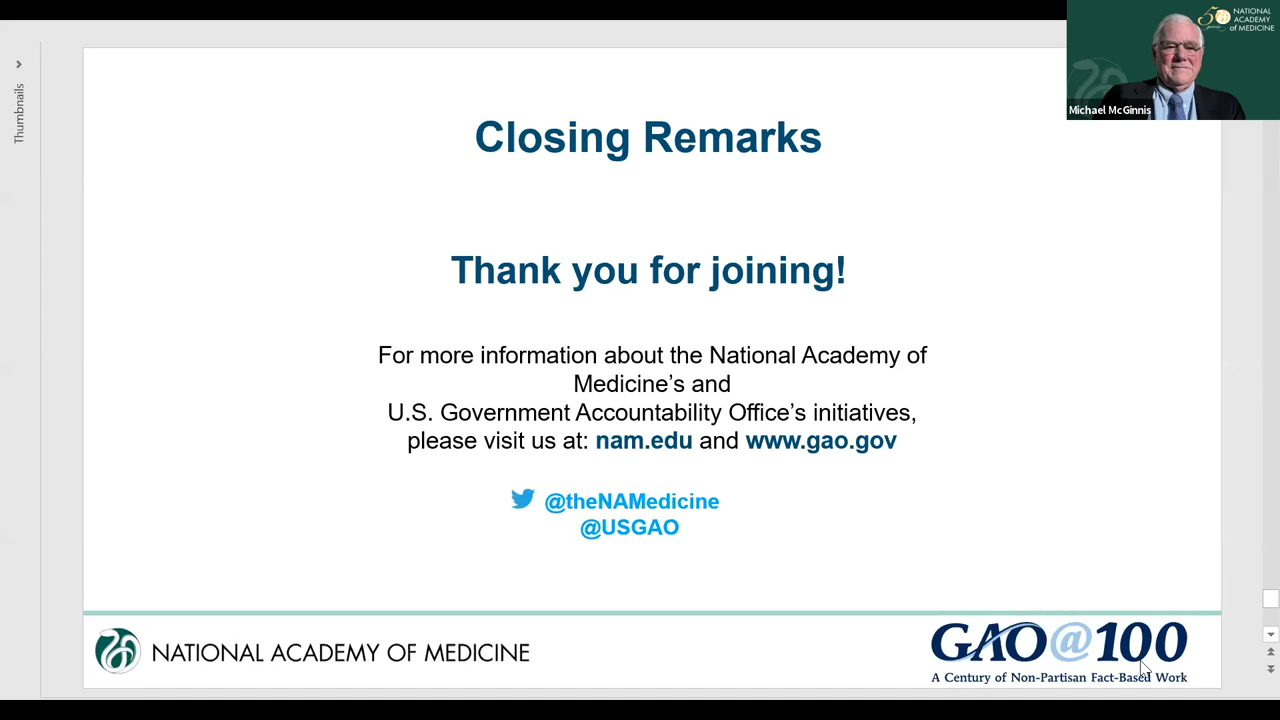 Thumbnails
50 years
NATIONAL
ACADEMY
of MEDICINE
Michael McGinnis
Closing Remarks
Thank you for joining!
For more information about the National Academy of
Medicine’s and
U.S. Government Accountability Office’s initiatives,
please visit us at: nam.edu and www.gao.gov
@theNAMedicine
@USGAO
NATIONAL ACADEMY OF MEDICINE
GAO@100
A Century of Non-Partisan Fact-Based Work